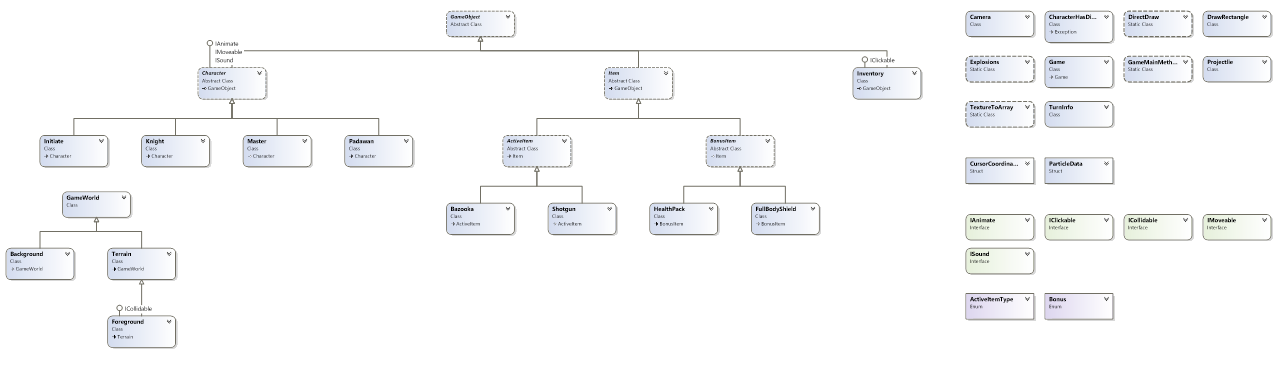 GameObject
Abstract Class
IAnimate
IMoveable
ISound
Character
Abstract Class
GameObject
Item
Abstract Class
GameObject
IClickable
Inventory
Class
GameObject
Initiate
Class
Character
Knight
Class
Character
Master
Class
Character
Padawan
Class
Character
ActiveItem
Abstract Class
Item
BonusItem
Abstract Class
Item
Bazooka
Class
ActiveItem
Shotgun
Class
ActiveItem
HealthPack
Class
BonusItem
FullBodyShield
Class
BonusItem
GameWorld
Class
Background
Class
GameWorld
Terrain
Class
GameWorld
ICollidable
Foreground
Class
Terrain
Camera
Class
CharacterHasDi...
Class
Exception
DirectDraw
Static Class
DrawRectangle
Class
Explosions
Static Class
Game
Class
Game
GameMainMeth...
Static Class
Projectile
Class
TextureToArray
Static Class
TurnInfo
Class
CursorCoordina...
Struct
ParticleData
Struct
IAnimate
Interface
IClickable
Interface
ICollidable
Interface
IMoveable
Interface
ISound
Interface
ActiveItemType
Enum
Bonus
Enum